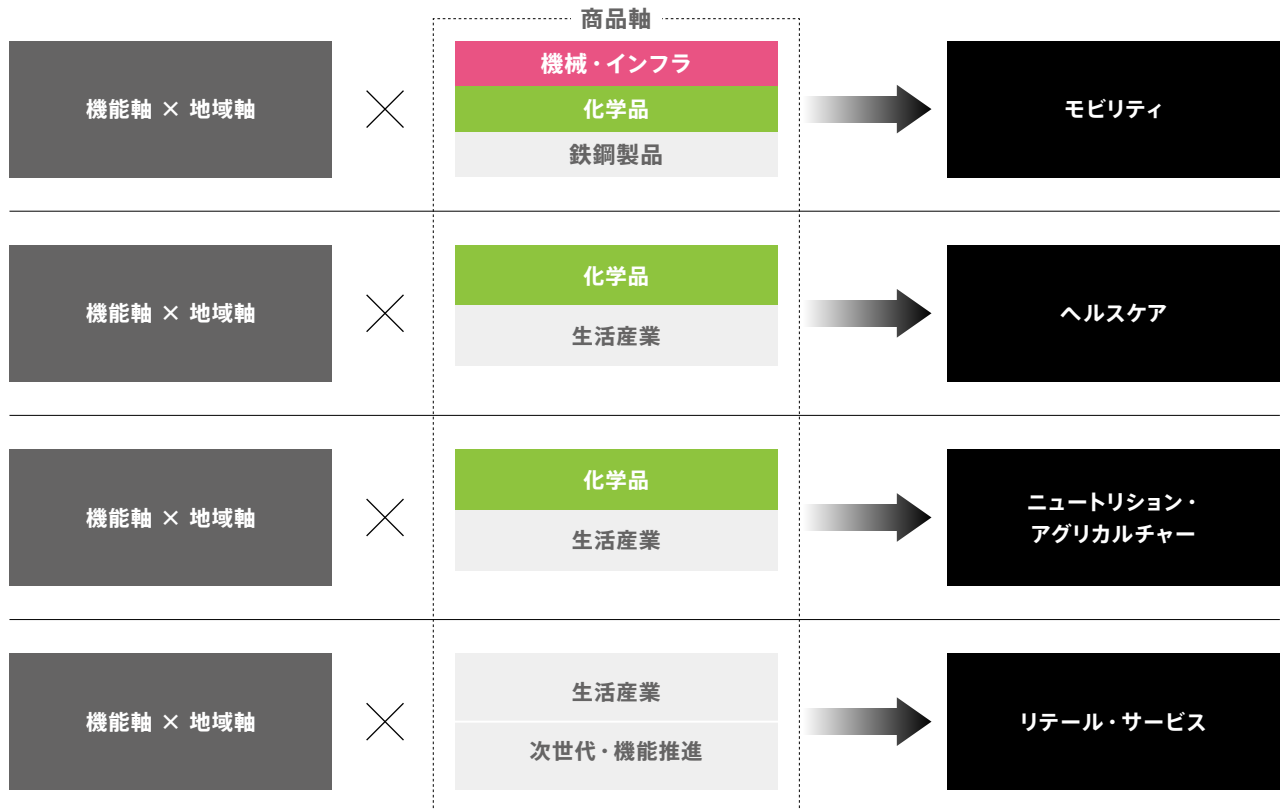 商品軸
機能軸 × 地域軸
機械・インフラ
化学品
鉄鋼製品
モビリティ
機能軸 × 地域軸
化学品
生活産業
ヘルスケア
機能軸 × 地域軸
化学品
生活産業
ニュートリション・
アグリカルチャー
機能軸 × 地域軸
生活産業
次世代・機能推進
リテール・サービス